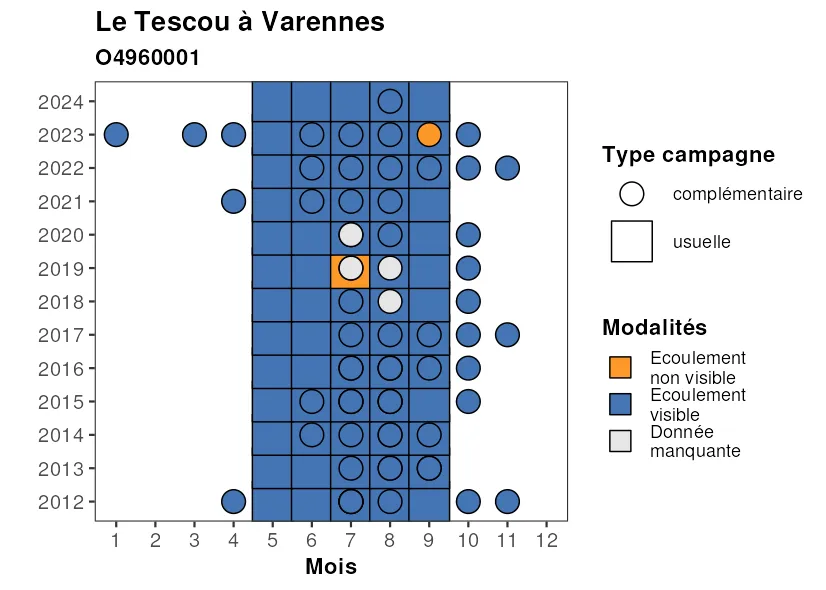 Le Tescou à Varennes
O4960001
2024
2023
2022
2021
2020
2019
2018
2017
2016
2015
2014
2013
2012
1 2 3 4 5 6 7 8 9 10 11 12
Mois
Type campagne
complémentaire
usuelle
Modalités
Ecoulement
non visible
Ecoulement
visible
Donnée
manquante